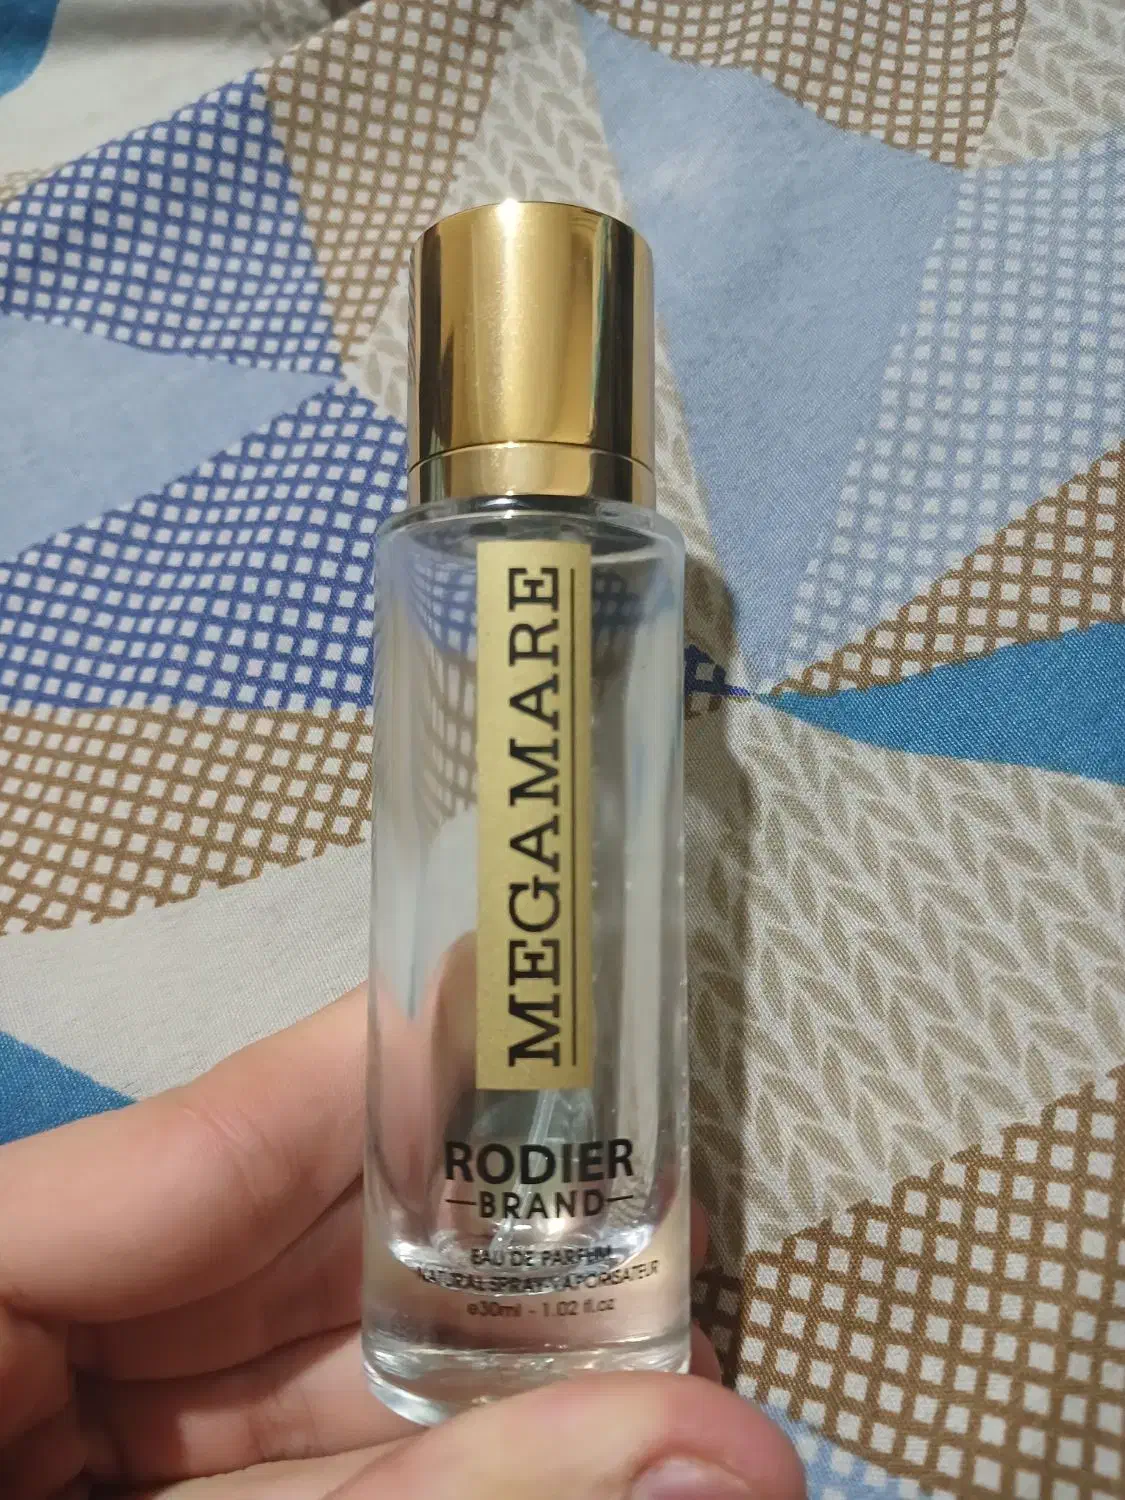 MEGAMARE
RODIER
BRAND
EAU DE PARFUM
NATURAL SPRAY VAPORISATEUR
e30ml - 1.02 fl.oz